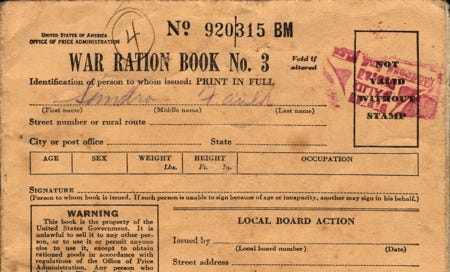 UNITED STATES OF AMERICA
OFFICE OF PRICE ADMINISTRATION
4
No 920315 BM
WAR RATION BOOK No. 3
Void if
altered
NOT
VALID
WITHOUT
STAMP
Identification of person to whom issued: PRINT IN FULL
Sandra
(First name) (Middle name) (Last name)
Street number or rural route
City or post office State
AGE SEX WEIGHT HEIGHT OCCUPATION
Lbs. Ft. In.
SIGNATURE
(Person to whom book is issued. If such person is unable to sign because of age or incapacity, another may sign in his behalf.)
WARNING
This book is the property of the
United States Government. It is
unlawful to sell it to any other per-
son, or to use it or permit anyone
else to use it, except to obtain
rationed goods in accordance with
regulations of the Office of Price
Administration. Any person who
LOCAL BOARD ACTION
Issued by
(Local board number) (Date)
Street address